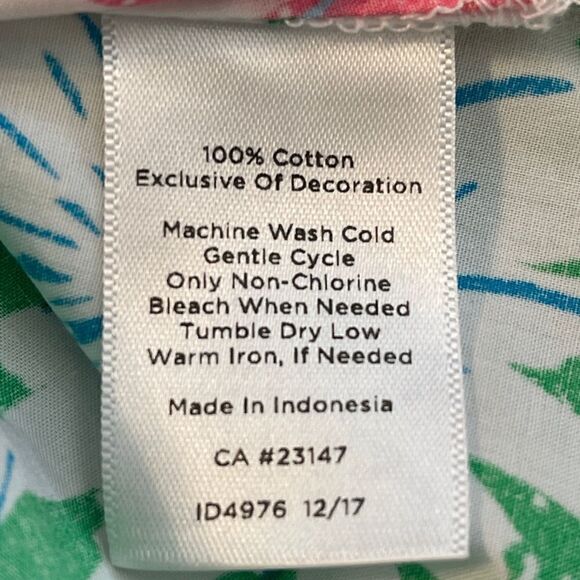 100% Cotton
Exclusive Of Decoration
Machine Wash Cold
Gentle Cycle
Only Non-Chlorine
Bleach When Needed
Tumble Dry Low
Warm Iron, If Needed
Made In Indonesia
CA #23147
ID4976 12/17